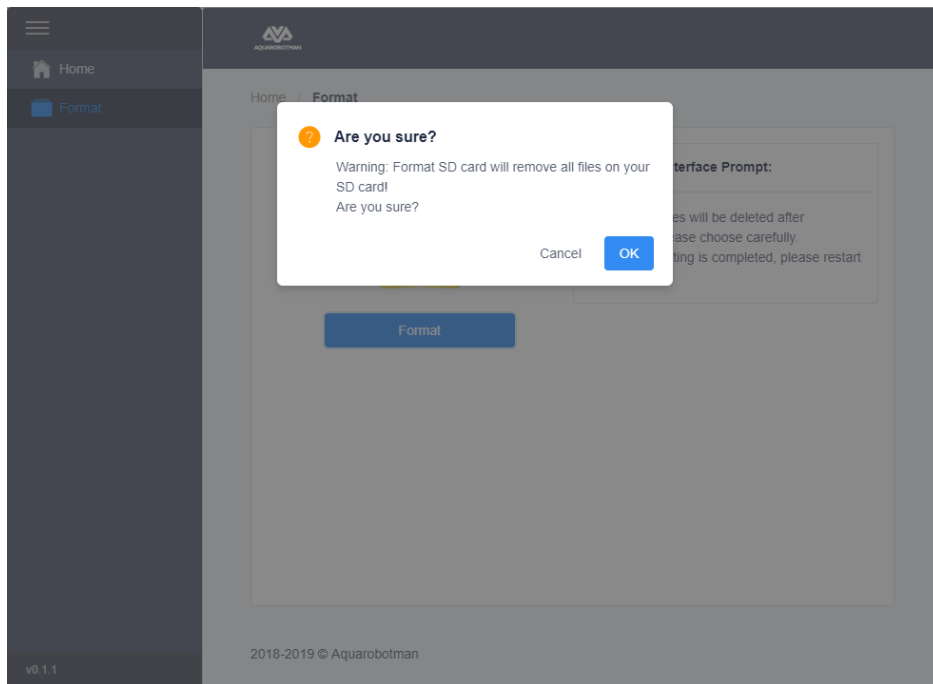 AQUAROBOTMAN
Home
Format
Home / Format
Are you sure?
Warning: Format SD card will remove all files on your
SD card!
Are you sure?
Cancel
OK
terface Prompt:
es will be deleted after
ase choose carefully.
ting is completed, please restart
Format
2018-2019 © Aquarobotman
v0.1.1